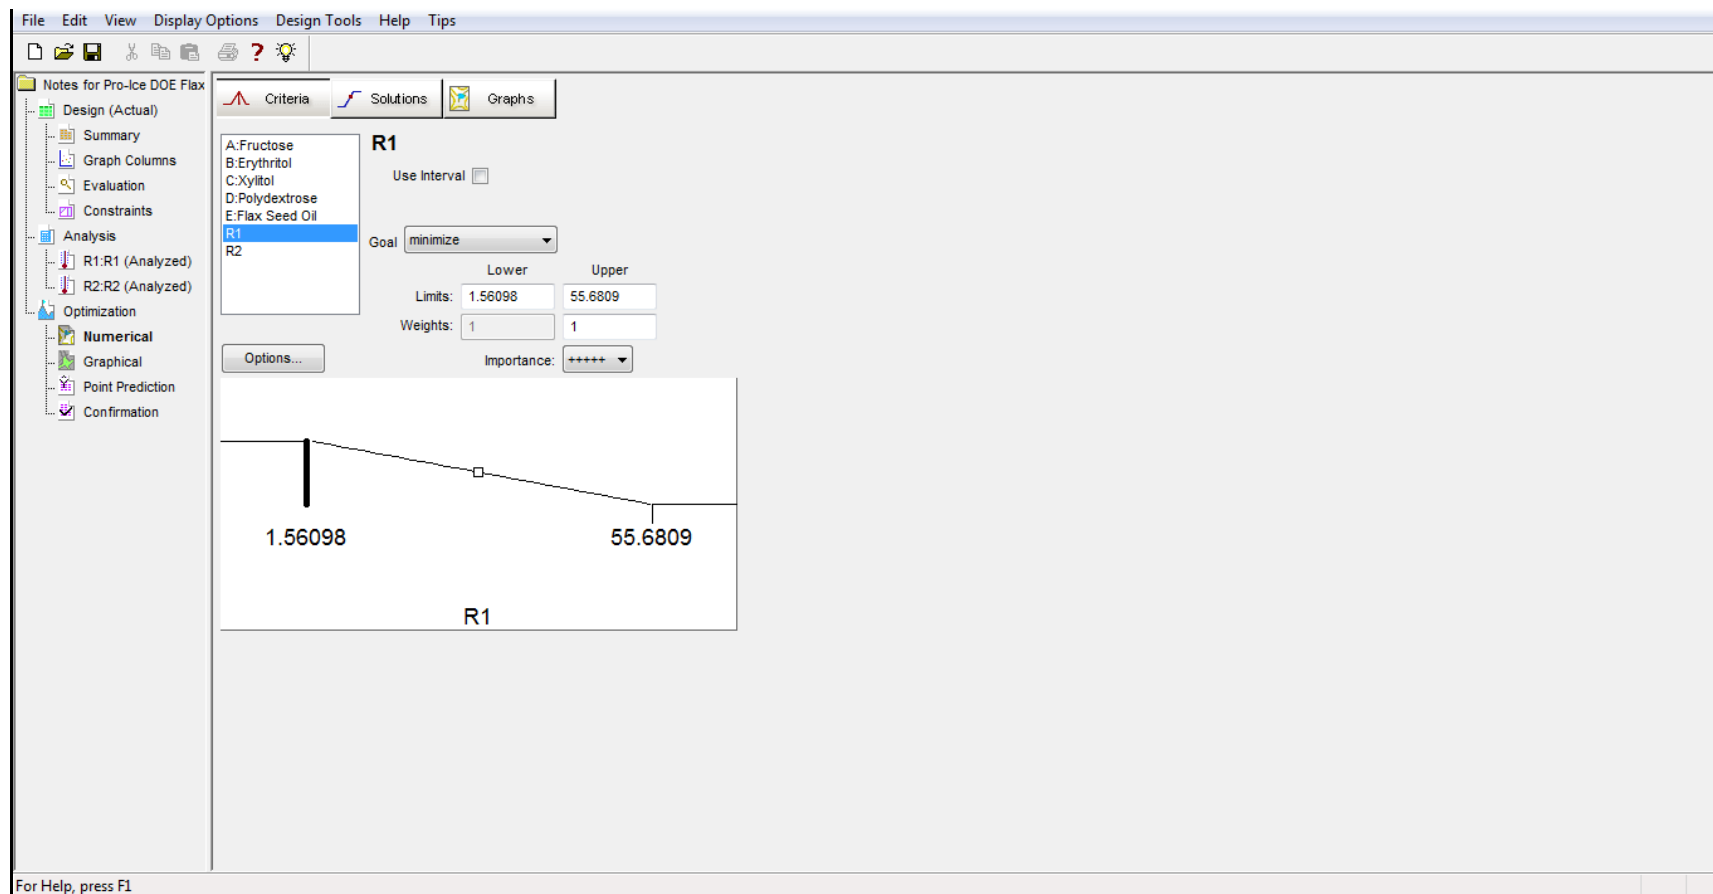 File Edit View Display Options Design Tools Help Tips
Notes for Pro-Ice DOE Flax
Design (Actual)
Summary
Graph Columns
Evaluation
Constraints
Analysis
R1:R1 (Analyzed)
R2:R2 (Analyzed)
Optimization
Numerical
Graphical
Point Prediction
Confirmation
Criteria Solutions Graphs
A:Fructose
B:Erythritol
C:Xylitol
D:Polydextrose
E:Flax Seed Oil
R1
R2
R1
Use Interval
Goal minimize
Lower Upper
Limits: 1.56098 55.6809
Weights: 1 1
Options... Importance: +++++
1.56098 55.6809
R1
For Help, press F1